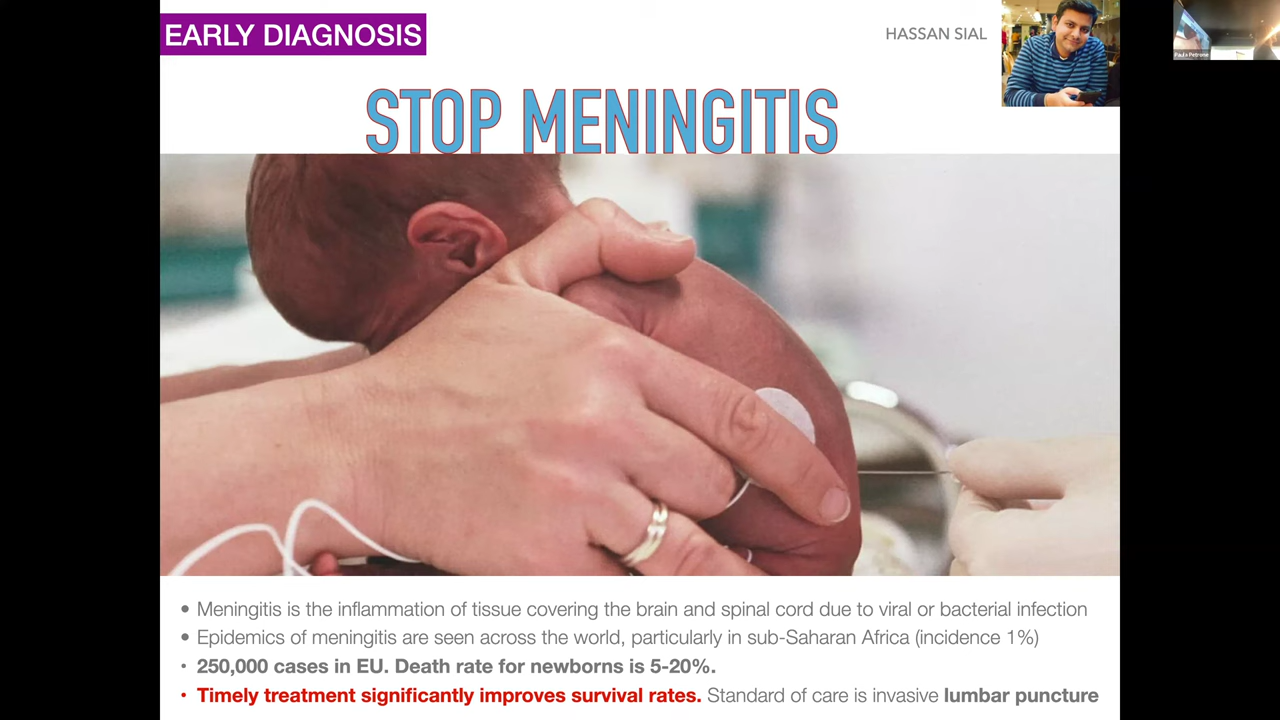 EARLY DIAGNOSIS
HASSAN SIAL
Paula Petrone
STOP MENINGITIS
• Meningitis is the inflammation of tissue covering the brain and spinal cord due to viral or bacterial infection
• Epidemics of meningitis are seen across the world, particularly in sub-Saharan Africa (incidence 1%)
• 250,000 cases in EU. Death rate for newborns is 5-20%.
• Timely treatment significantly improves survival rates. Standard of care is invasive lumbar puncture